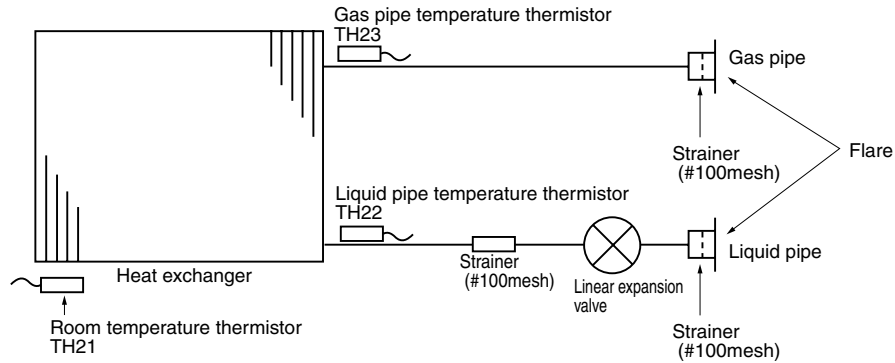 Gas pipe temperature thermistor
TH23
Gas pipe
Strainer
(#100mesh)
Flare
Liquid pipe temperature thermistor
TH22
Strainer
(#100mesh)
Linear expansion
valve
Liquid pipe
Heat exchanger
Room temperature thermistor
TH21
Strainer
(#100mesh)